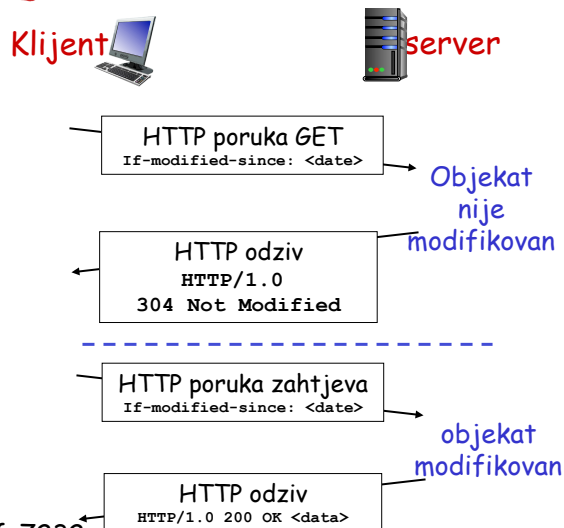 Klijent
server
HTTP poruka GET
If-modified-since: <date>
Objekat
nije
modifikovan
HTTP odziv
HTTP/1.0
304 Not Modified
HTTP poruka zahtjeva
If-modified-since: <date>
objekat
modifikovan
HTTP odziv
HTTP/1.0 200 OK <data>